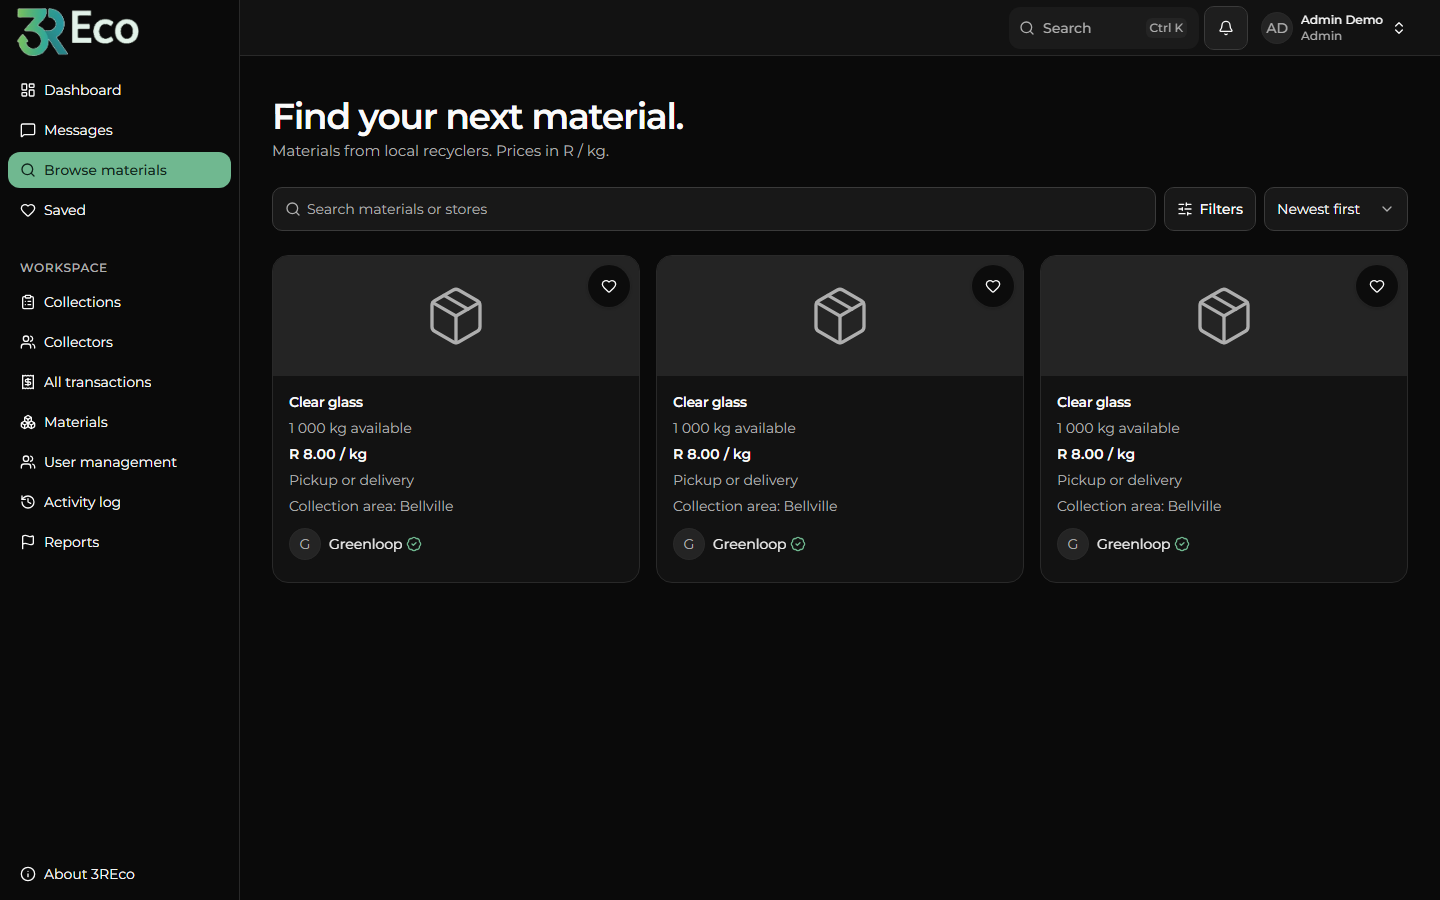 3REco
Search
Ctrl K
AD
Admin Demo
Admin
Dashboard
Messages
Browse materials
Saved
WORKSPACE
Collections
Collectors
All transactions
Materials
User management
Activity log
Reports
About 3REco
Find your next material.
Materials from local recyclers. Prices in R / kg.
Search materials or stores
Filters
Newest first
Clear glass
1 000 kg available
R 8.00 / kg
Pickup or delivery
Collection area: Bellville
G
Greenloop
Clear glass
1 000 kg available
R 8.00 / kg
Pickup or delivery
Collection area: Bellville
G
Greenloop
Clear glass
1 000 kg available
R 8.00 / kg
Pickup or delivery
Collection area: Bellville
G
Greenloop